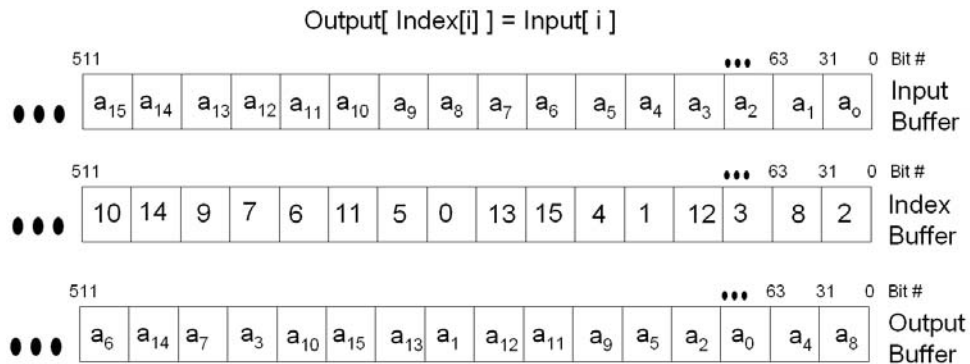 Output[ Index[i] ] = Input[ i ]
511 ••• 63 31 0 Bit #
••• a₁₅ a₁₄ a₁₃ a₁₂ a₁₁ a₁₀ a₉ a₈ a₇ a₆ a₅ a₄ a₃ a₂ a₁ a₀ Input Buffer
511 ••• 63 31 0 Bit #
••• 10 14 9 7 6 11 5 0 13 15 4 1 12 3 8 2 Index Buffer
511 ••• 63 31 0 Bit #
••• a₆ a₁₄ a₇ a₃ a₁₀ a₁₅ a₁₃ a₁ a₁₂ a₁₁ a₉ a₅ a₂ a₀ a₄ a₈ Output Buffer